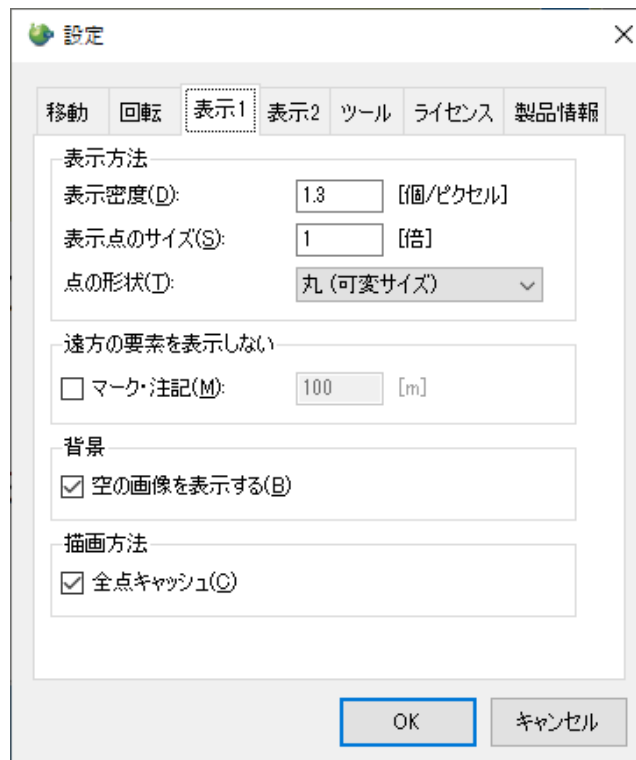 設定
移動 回転 表示1 表示2 ツール ライセンス 製品情報
表示方法
表示密度(D): 1.3 [個/ピクセル]
表示点のサイズ(S): 1 [倍]
点の形状(T): 丸 (可変サイズ)
遠方の要素を表示しない
マーク・注記(M): 100 [m]
背景
空の画像を表示する(B)
描画方法
全点キャッシュ(C)
OK キャンセル